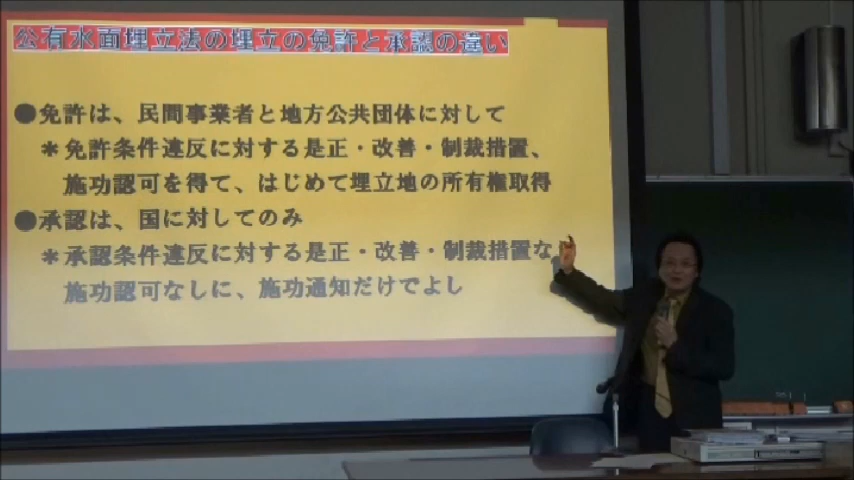 公有水面埋立法の埋立の免許と承認の違い
●免許は、民間事業者と地方公共団体に対して
＊免許条件違反に対する是正・改善・制裁措置、
施功認可を得て、はじめて埋立地の所有権取得
●承認は、国に対してのみ
＊承認条件違反に対する是正・改善・制裁措置な
施功認可なしに、施功通知だけでよし